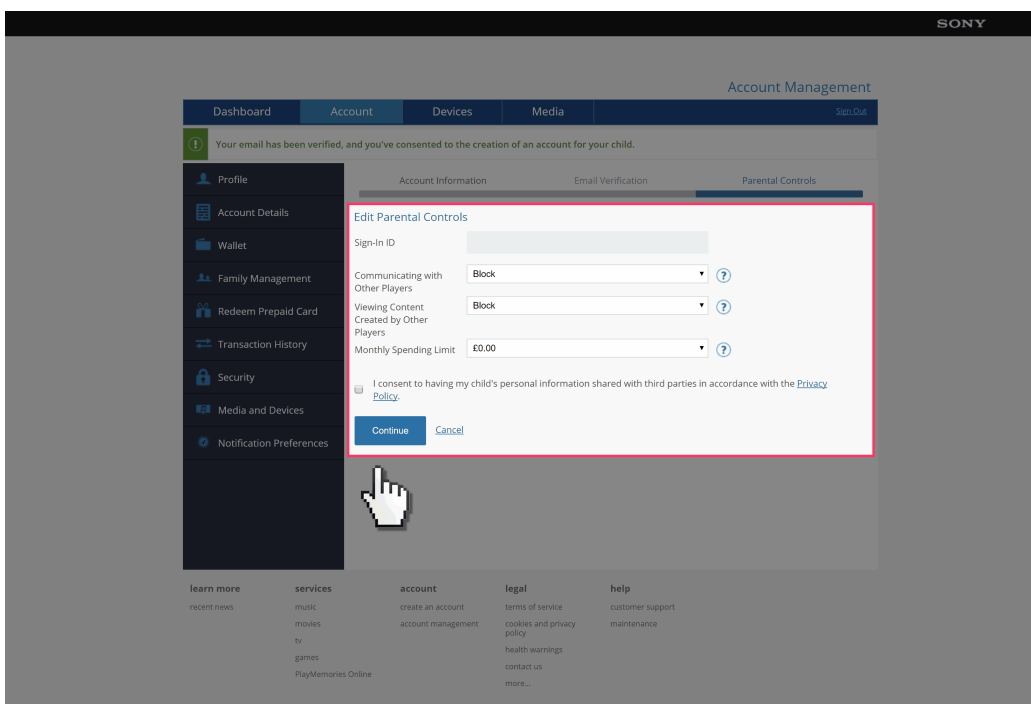 SONY
Account Management
Dashboard Account Devices Media Sign Out
! Your email has been verified, and you've consented to the creation of an account for your child.
Profile
Account Details
Wallet
Family Management
Redeem Prepaid Card
Transaction History
Security
Media and Devices
Notification Preferences
Account Information Email Verification Parental Controls
Edit Parental Controls
Sign-In ID
Communicating with
Other Players
Block ?
Viewing Content
Created by Other
Players
Block ?
Monthly Spending Limit £0.00 ?
I consent to having my child's personal information shared with third parties in accordance with the Privacy
Policy.
Continue Cancel
learn more
recent news
services
music
movies
tv
games
PlayMemories Online
account
create an account
account management
legal
terms of service
cookies and privacy
policy
health warnings
contact us
more...
help
customer support
maintenance